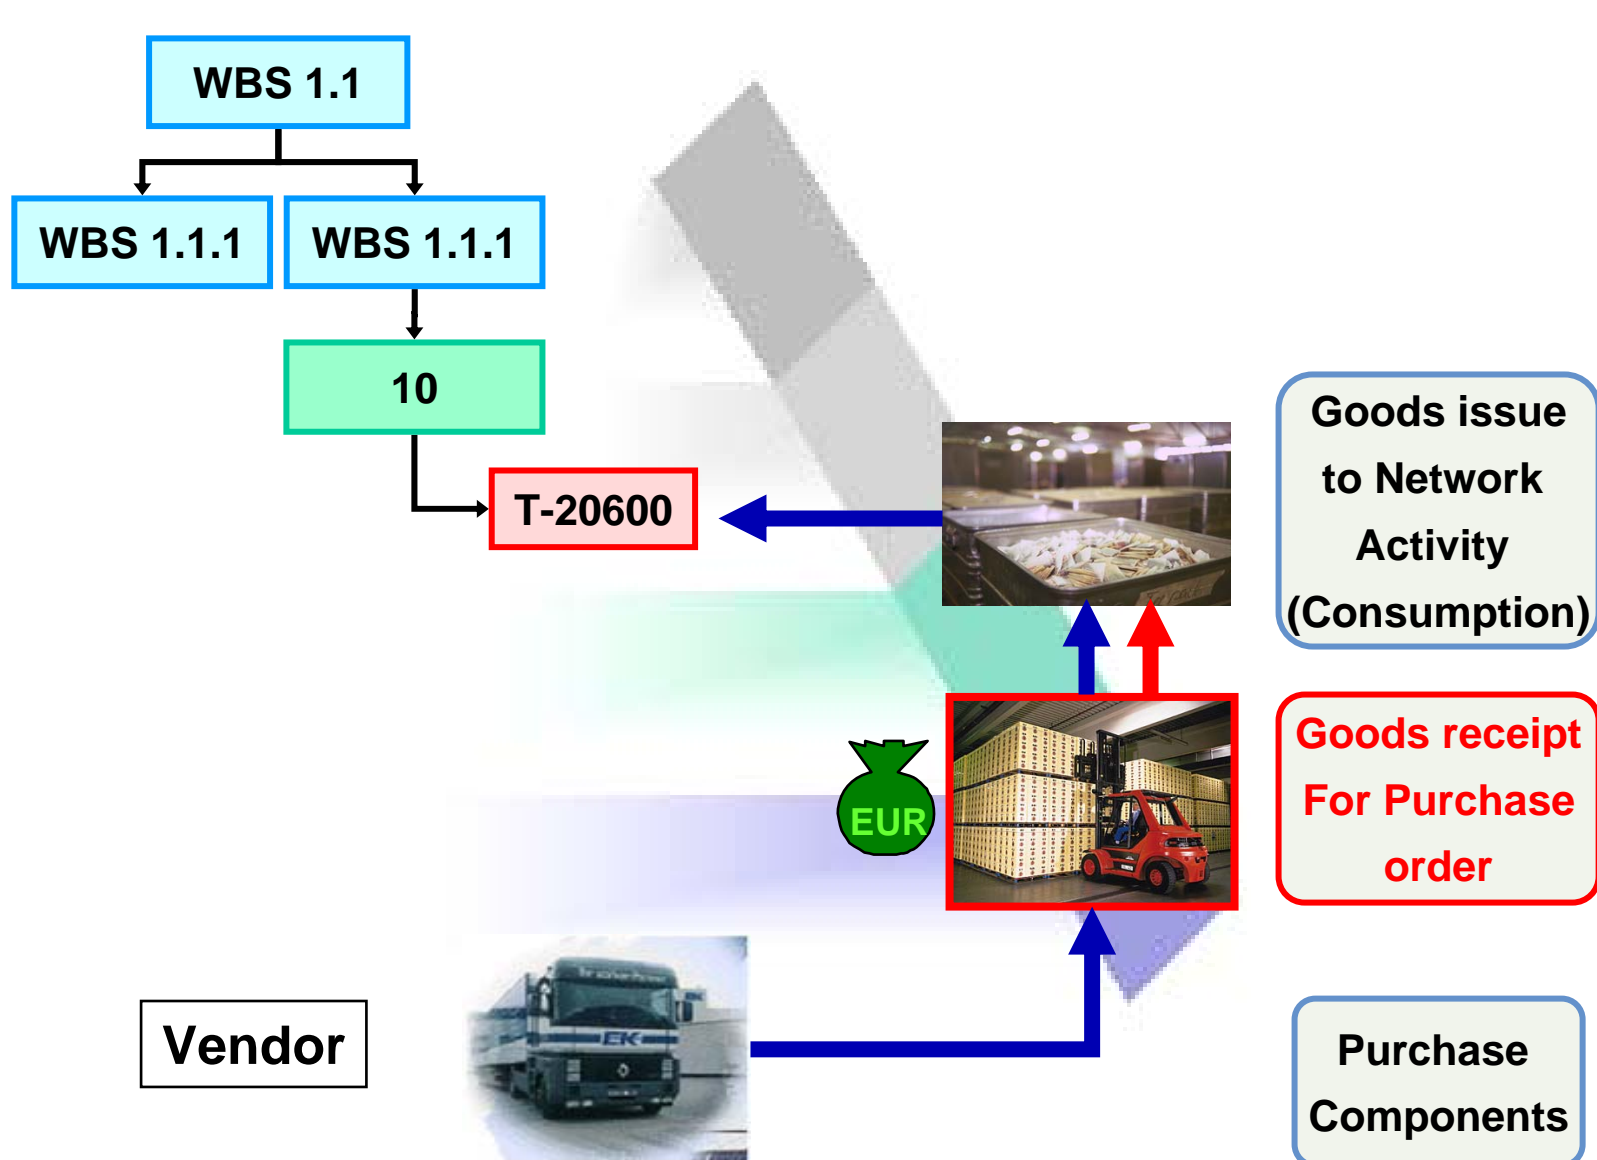 WBS 1.1
WBS 1.1.1
WBS 1.1.1
10
T-20600
Goods issue
to Network
Activity
(Consumption)
EUR
Goods receipt
For Purchase
order
Vendor
EK
Purchase
Components